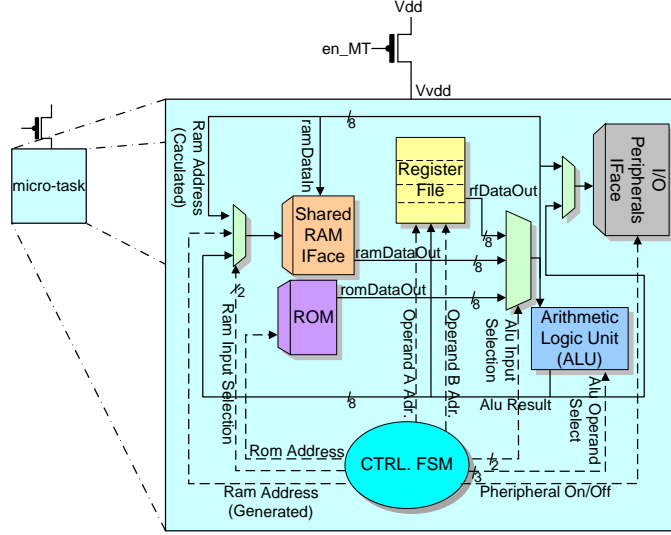 Vdd
en_MT
Vvdd
micro-task
Ram Address
(Caculated)
8
ramDataIn
8
Register
File
rfDataOut
I/O
Peripherals
IFace
Shared
RAM
IFace
ramDataOut
8
8
romDataOut
8
2
ROM
Ram Input Selection
Operand A Adr.
Operand B Adr.
Alu Input
Selection
Arithmetic
Logic Unit
(ALU)
8
Alu Result
Alu Operand
Select
Rom Address
CTRL. FSM
2
3
Ram Address
(Generated)
Pheripheral On/Off